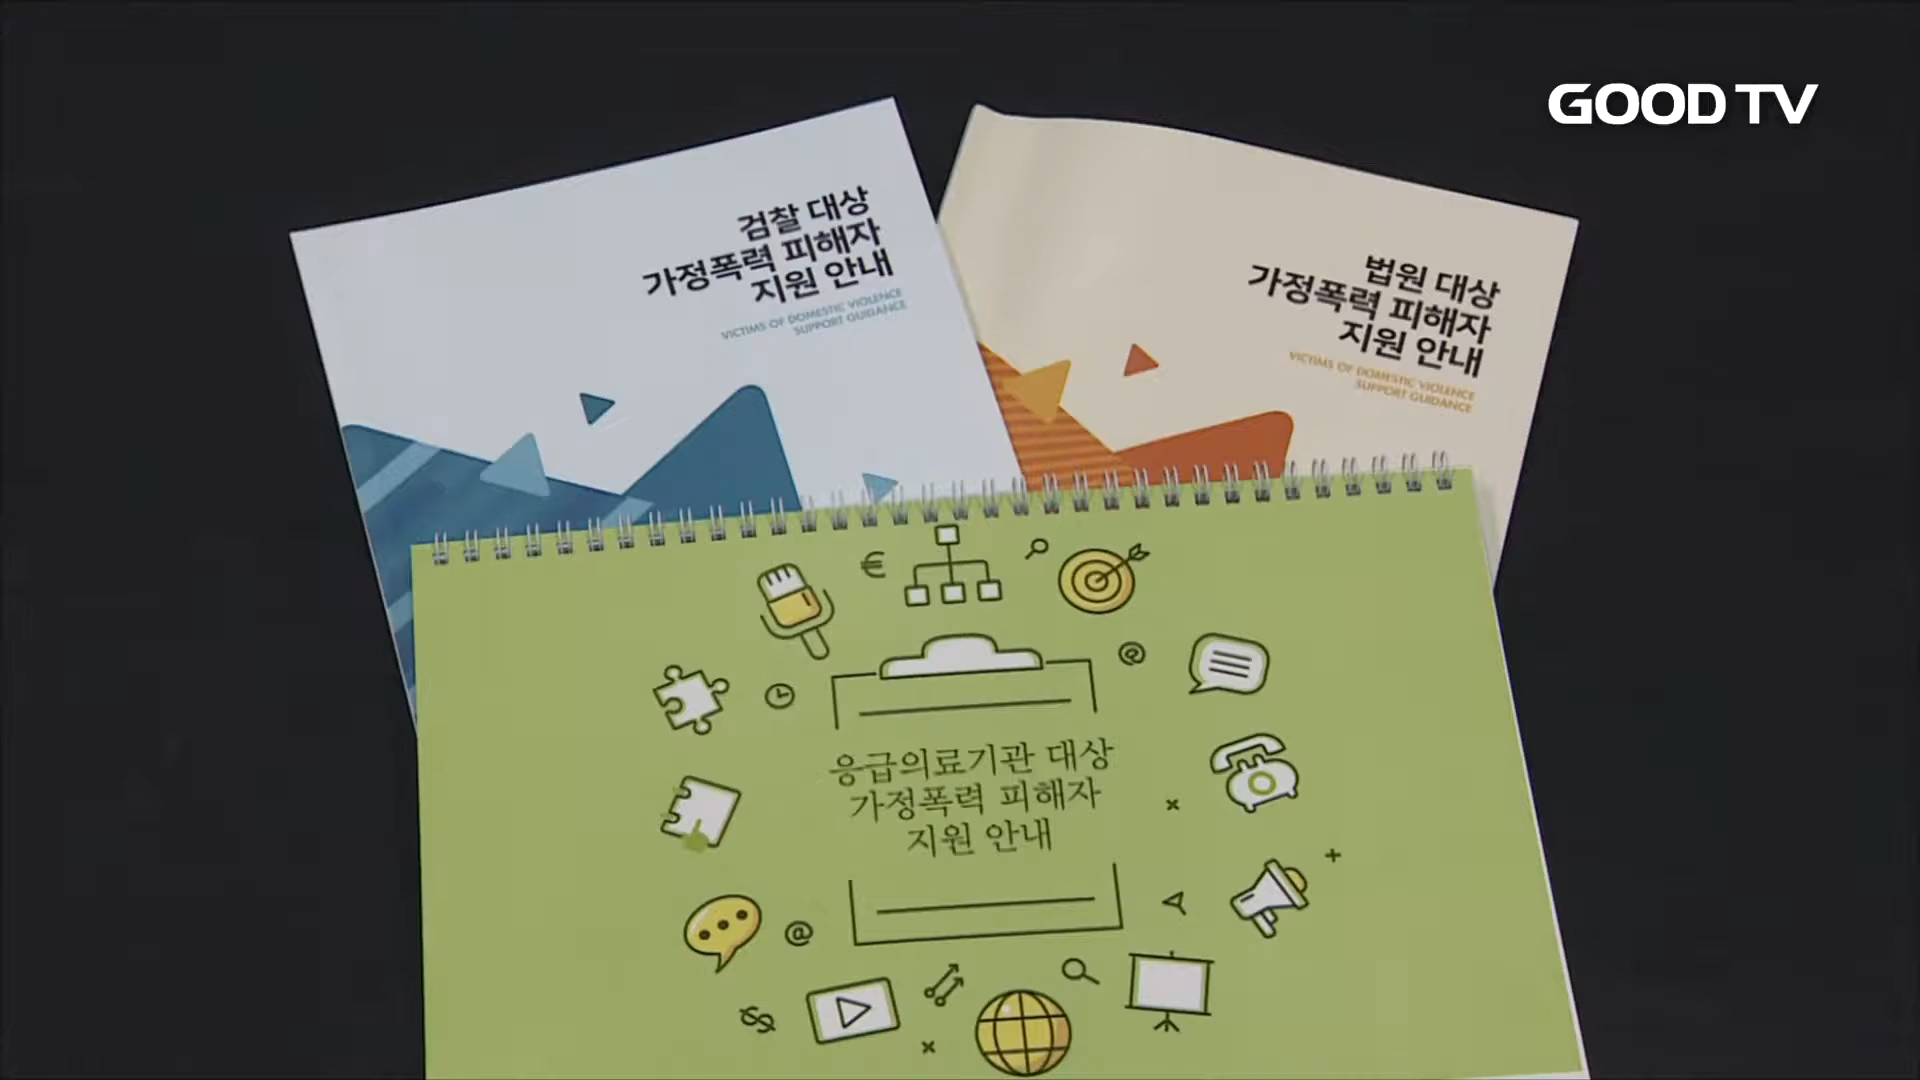 GOOD TV
검찰 대상
가정폭력 피해자
지원 안내
VICTIMS OF DOMESTIC VIOLENCE
SUPPORT GUIDANCE
법원 대상
가정폭력 피해자
지원 안내
VICTIMS OF DOMESTIC VIOLENCE
SUPPORT GUIDANCE
응급의료기관 대상
가정폭력 피해자
지원 안내